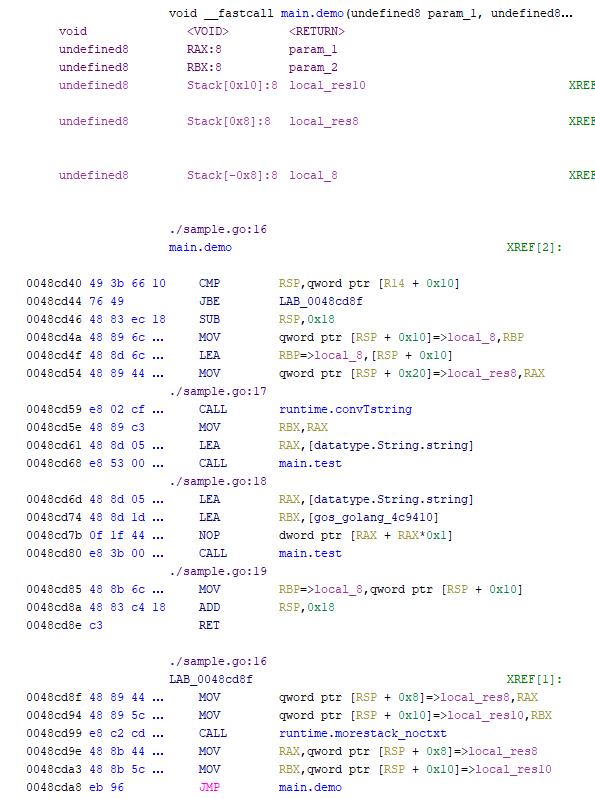 void __fastcall main.demo(undefined8 param_1, undefined8...
void <VOID> <RETURN>
undefined8 RAX:8 param_1
undefined8 RBX:8 param_2
undefined8 Stack[0x10]:8 local_res10 XREF
undefined8 Stack[0x8]:8 local_res8 XREF
undefined8 Stack[-0x8]:8 local_8 XREF
./sample.go:16
main.demo XREF[2]:
0048cd40 49 3b 66 10 CMP RSP,qword ptr [R14 + 0x10]
0048cd44 76 49 JBE LAB_0048cd8f
0048cd46 48 83 ec 18 SUB RSP,0x18
0048cd4a 48 89 6c ... MOV qword ptr [RSP + 0x10]=>local_8,RBP
0048cd4f 48 8d 6c ... LEA RBP=>local_8,[RSP + 0x10]
0048cd54 48 89 44 ... MOV qword ptr [RSP + 0x20]=>local_res8,RAX
./sample.go:17
0048cd59 e8 02 cf ... CALL runtime.convTstring
0048cd5e 48 89 c3 MOV RBX,RAX
0048cd61 48 8d 05 ... LEA RAX,[datatype.String.string]
0048cd68 e8 53 00 ... CALL main.test
./sample.go:18
0048cd6d 48 8d 05 ... LEA RAX,[datatype.String.string]
0048cd74 48 8d 1d ... LEA RBX,[gos_golang_4c9410]
0048cd7b 0f 1f 44 ... NOP dword ptr [RAX + RAX*0x1]
0048cd80 e8 3b 00 ... CALL main.test
./sample.go:19
0048cd85 48 8b 6c ... MOV RBP=>local_8,qword ptr [RSP + 0x10]
0048cd8a 48 83 c4 18 ADD RSP,0x18
0048cd8e c3 RET
./sample.go:16
LAB_0048cd8f XREF[1]:
0048cd8f 48 89 44 ... MOV qword ptr [RSP + 0x8]=>local_res8,RAX
0048cd94 48 89 5c ... MOV qword ptr [RSP + 0x10]=>local_res10,RBX
0048cd99 e8 c2 cd ... CALL runtime.morestack_noctxt
0048cd9e 48 8b 44 ... MOV RAX,qword ptr [RSP + 0x8]=>local_res8
0048cda3 48 8b 5c ... MOV RBX,qword ptr [RSP + 0x10]=>local_res10
0048cda8 eb 96 JMP main.demo